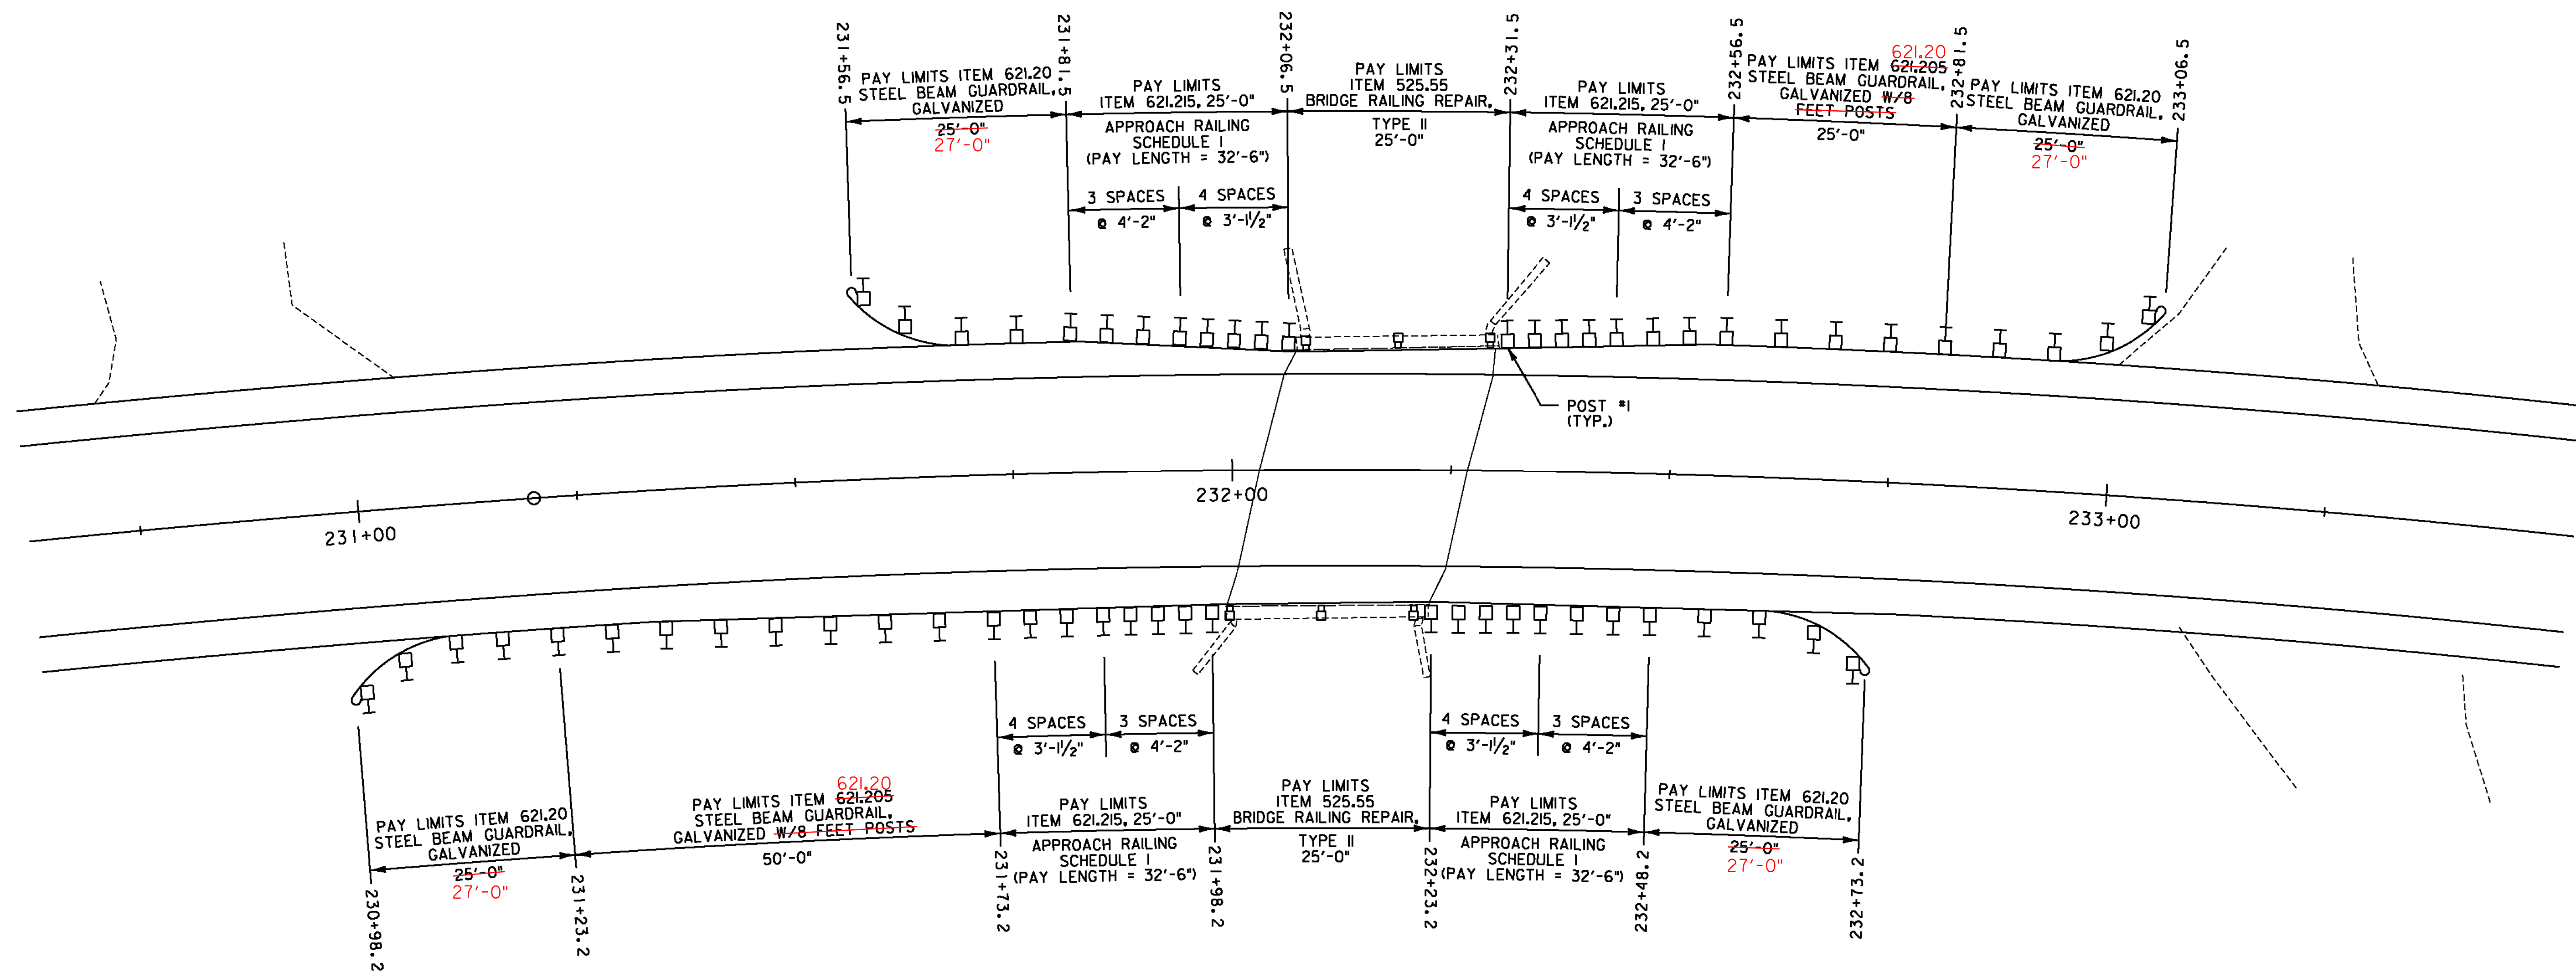 231+56.5
PAY LIMITS ITEM 621.20
STEEL BEAM GUARDRAIL,
GALVANIZED
25'-0"
27'-0"
231+81.5
PAY LIMITS
ITEM 621.215, 25'-0"
APPROACH RAILING
SCHEDULE I
(PAY LENGTH = 32'-6")
3 SPACES
@ 4'-2"
4 SPACES
@ 3'-1½"
232+06.5
PAY LIMITS
ITEM 525.55
BRIDGE RAILING REPAIR,
TYPE II
25'-0"
232+31.5
PAY LIMITS
ITEM 621.215, 25'-0"
APPROACH RAILING
SCHEDULE I
(PAY LENGTH = 32'-6")
4 SPACES
@ 3'-1½"
3 SPACES
@ 4'-2"
232+56.5
621.20
PAY LIMITS ITEM 621.205
STEEL BEAM GUARDRAIL,
GALVANIZED W/8
FEET POSTS
25'-0"
232+81.5
PAY LIMITS ITEM 621.20
STEEL BEAM GUARDRAIL,
GALVANIZED
25'-0"
27'-0"
233+06.5
POST #1
(TYP.)
231+00
232+00
233+00
230+98.2
PAY LIMITS ITEM 621.20
STEEL BEAM GUARDRAIL,
GALVANIZED
25'-0"
27'-0"
231+23.2
621.20
PAY LIMITS ITEM 621.205
STEEL BEAM GUARDRAIL,
GALVANIZED W/8 FEET POSTS
50'-0"
231+73.2
4 SPACES
@ 3'-1½"
3 SPACES
@ 4'-2"
PAY LIMITS
ITEM 621.215, 25'-0"
APPROACH RAILING
SCHEDULE I
(PAY LENGTH = 32'-6")
231+98.2
PAY LIMITS
ITEM 525.55
BRIDGE RAILING REPAIR,
TYPE II
25'-0"
232+23.2
4 SPACES
@ 3'-1½"
3 SPACES
@ 4'-2"
PAY LIMITS
ITEM 621.215, 25'-0"
APPROACH RAILING
SCHEDULE I
(PAY LENGTH = 32'-6")
232+48.2
PAY LIMITS ITEM 621.20
STEEL BEAM GUARDRAIL,
GALVANIZED
25'-0"
27'-0"
232+73.2